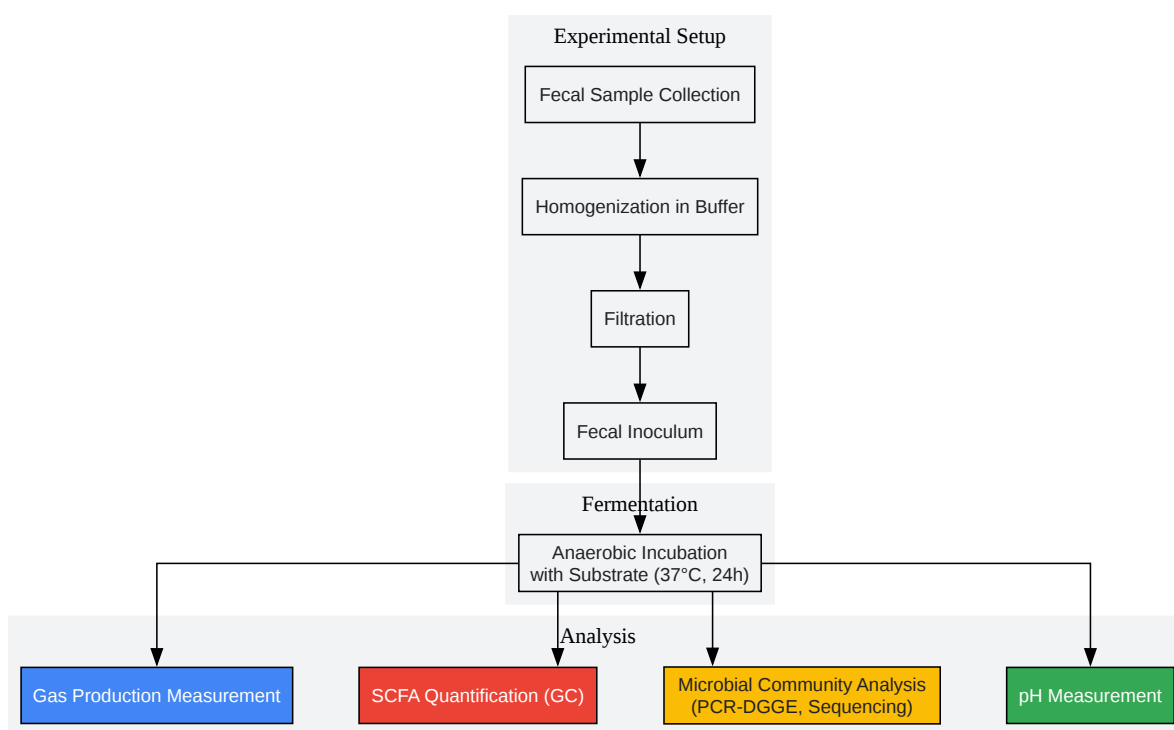 Experimental Setup
Fecal Sample Collection
Homogenization in Buffer
Filtration
Fecal Inoculum
Fermentation
Anaerobic Incubation
with Substrate (37°C, 24h)
Analysis
Gas Production Measurement
SCFA Quantification (GC)
Microbial Community Analysis
(PCR-DGGE, Sequencing)
pH Measurement